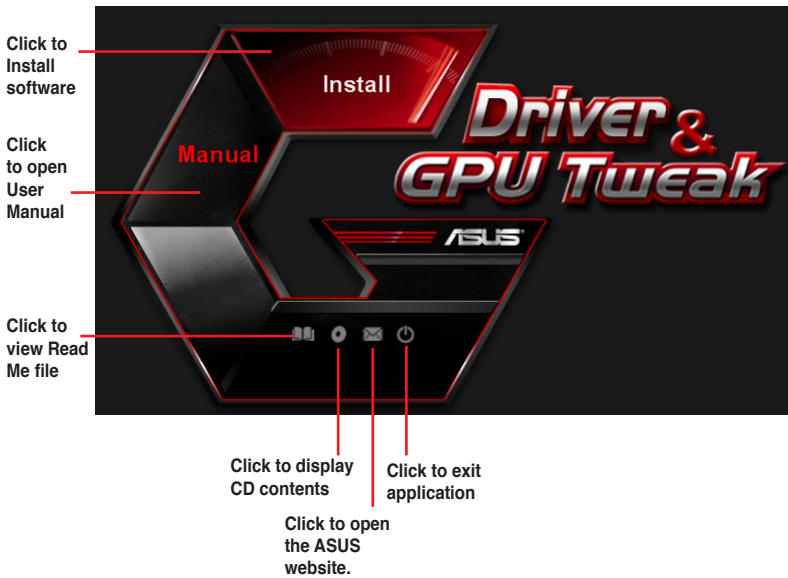 Click to
Install
software
Install
Driver &
GPU Tweak
Click
to open
User
Manual
Manual
ASUS
Click to
view Read
Me file
Click to display
CD contents
Click to exit
application
Click to open
the ASUS
website.